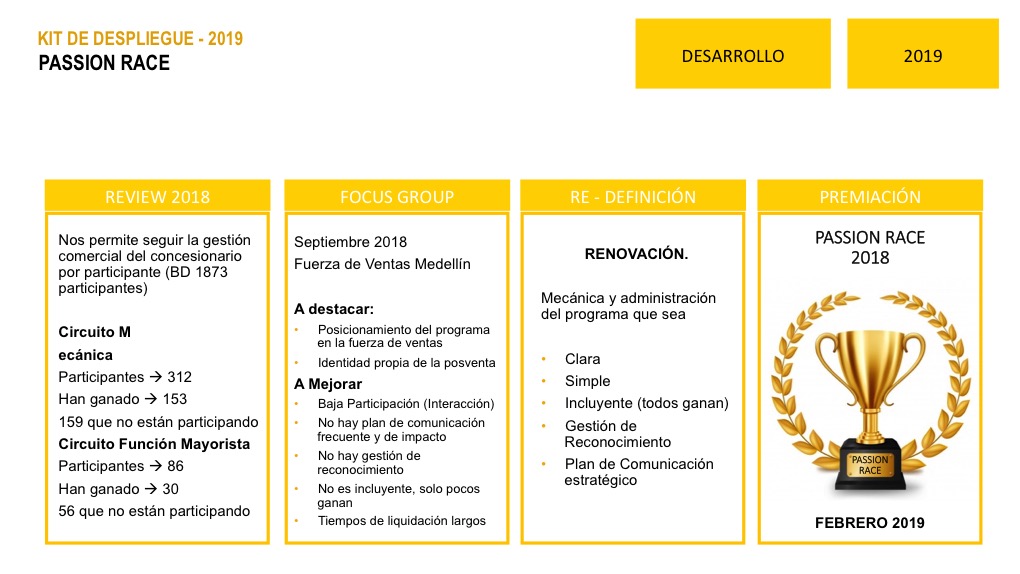 KIT DE DESPLIEGUE - 2019
PASSION RACE
DESARROLLO
2019
REVIEW 2018
Nos permite seguir la gestión
comercial del concesionario
por participante (BD 1873
participantes)
Circuito M
ecánica
Participantes → 312
Han ganado → 153
159 que no están participando
Circuito Función Mayorista
Participantes → 86
Han ganado → 30
56 que no están participando
FOCUS GROUP
Septiembre 2018
Fuerza de Ventas Medellín
A destacar:
• Posicionamiento del programa
en la fuerza de ventas
• Identidad propia de la posventa
A Mejorar
• Baja Participación (Interacción)
• No hay plan de comunicación
frecuente y de impacto
• No hay gestión de
reconocimiento
• No es incluyente, solo pocos
ganan
• Tiempos de liquidación largos
RE - DEFINICIÓN
RENOVACIÓN.
Mecánica y administración
del programa que sea
• Clara
• Simple
• Incluyente (todos ganan)
• Gestión de
Reconocimiento
• Plan de Comunicación
estratégico
PREMIACIÓN
PASSION RACE
2018
PASSION
RACE
FEBRERO 2019